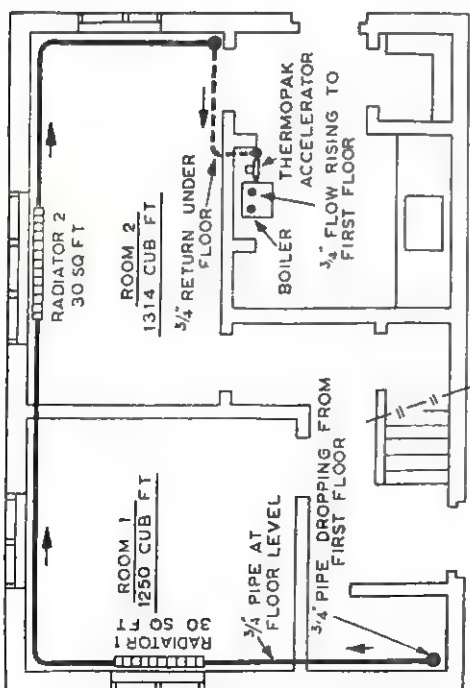 RADIATOR 2
30 SQ FT
ROOM 2
1314 CUB FT
3/4" RETURN UNDER
FLOOR
BOILER
THERMOPAK
ACCELERATOR
3/4" FLOW RISING TO
FIRST FLOOR
ROOM 1
1250 CUB FT
RADIATOR 1
30 SQ FT
3/4" PIPE AT
FLOOR LEVEL
3/4" PIPE DROPPING FROM
FIRST FLOOR